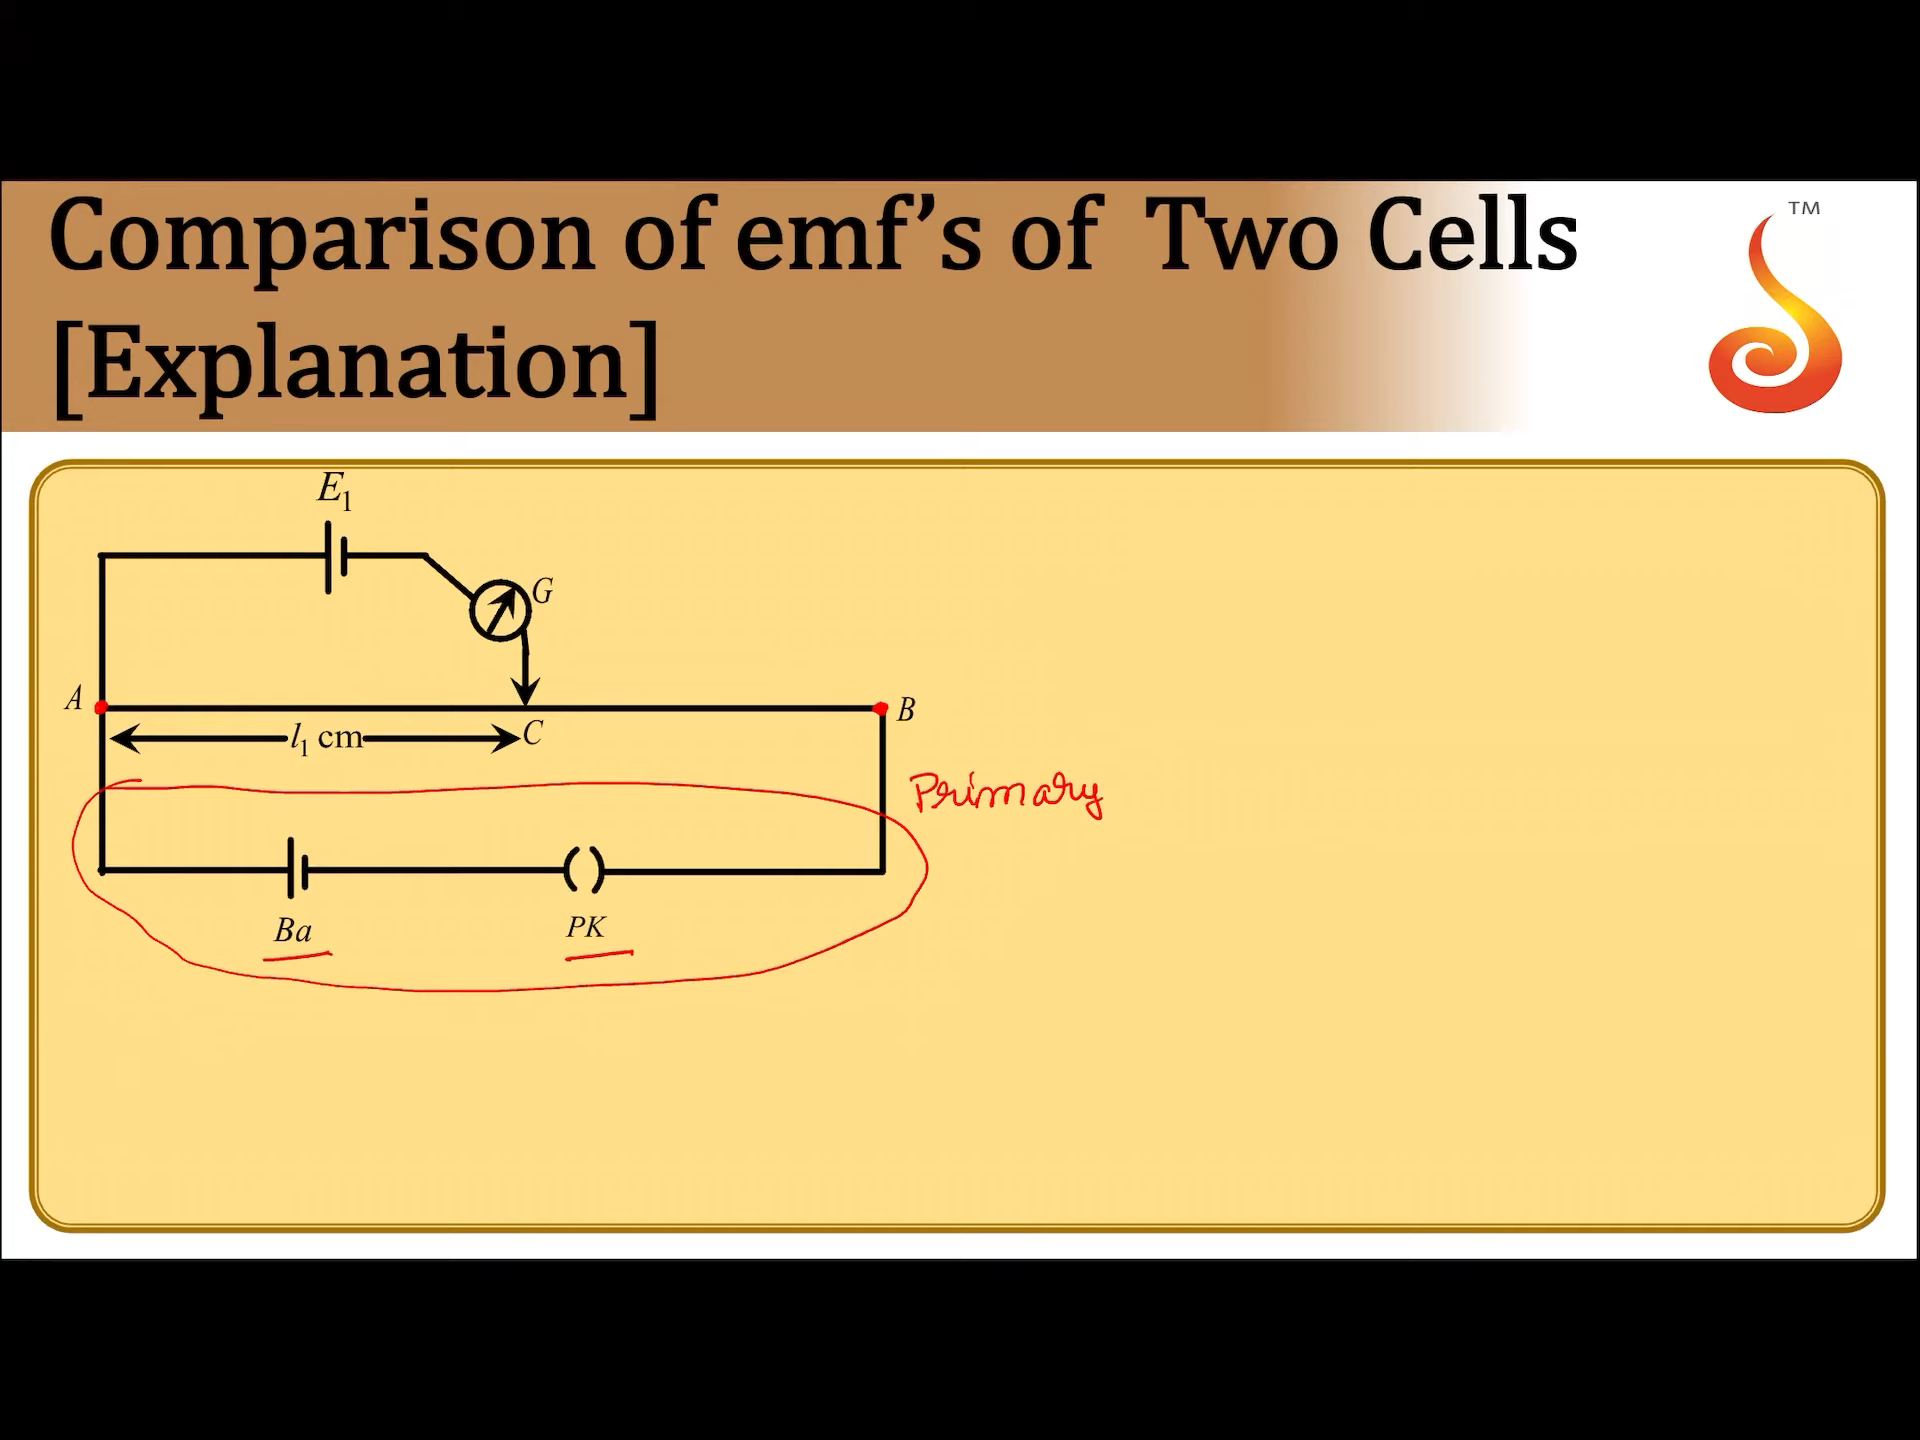 Comparison of emf’s of Two Cells
[Explanation]
TM
E1
G
A
B
l1 cm
C
Primary
Ba
PK